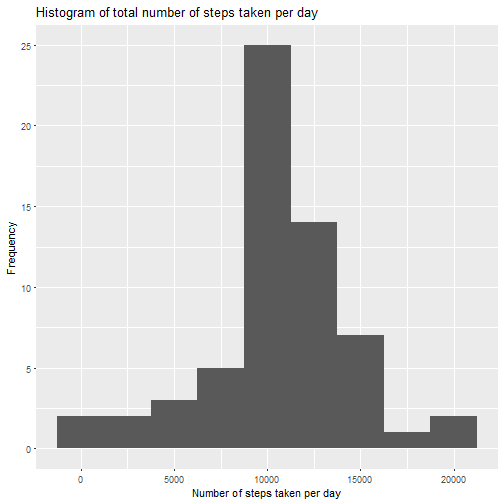 Histogram of total number of steps taken per day
25
20
15
10
5
0
Frequency
0 5000 10000 15000 20000
Number of steps taken per day